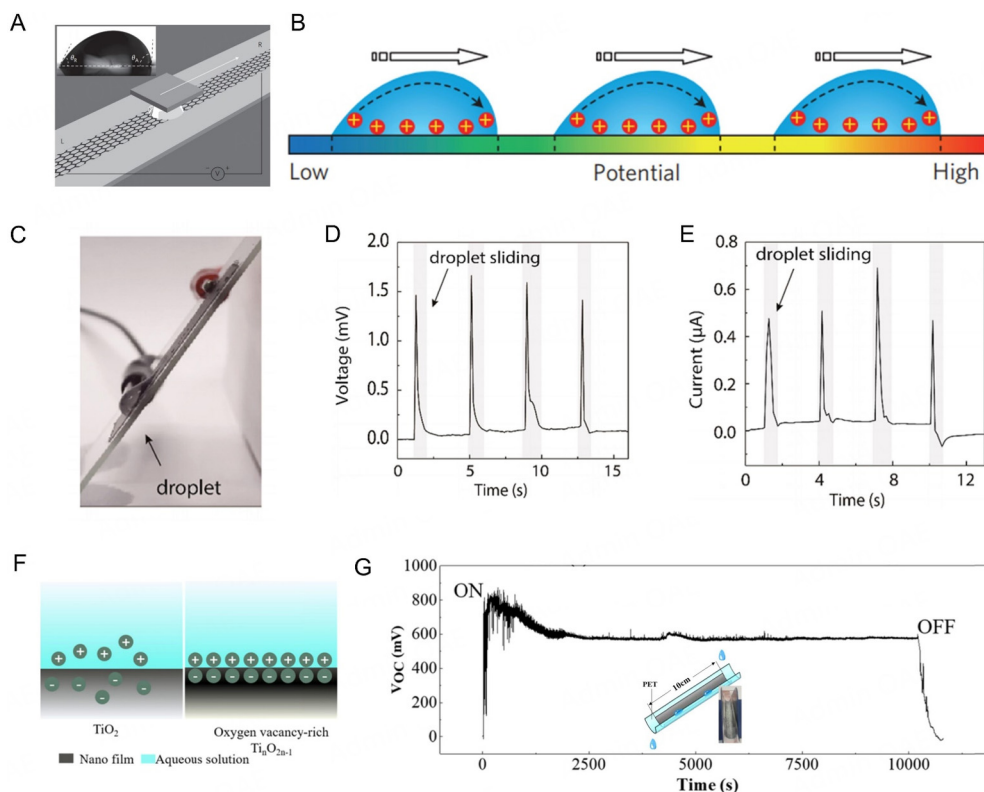 A
θR
θA
R
L
− V +
B
Low Potential High
C
droplet
D
droplet sliding
Voltage (mV)
2.0
1.5
1.0
0.5
0.0
0 5 10 15
Time (s)
E
droplet sliding
Current (μA)
0.8
0.6
0.4
0.2
0.0
0 4 8 12
Time (s)
F
TiO2
Oxygen vacancy-rich
TinO2n-1
Nano film Aqueous solution
G
ON
OFF
VOC (mV)
1000
800
600
400
200
0
PET
10cm
0 2500 5000 7500 10000
Time (s)